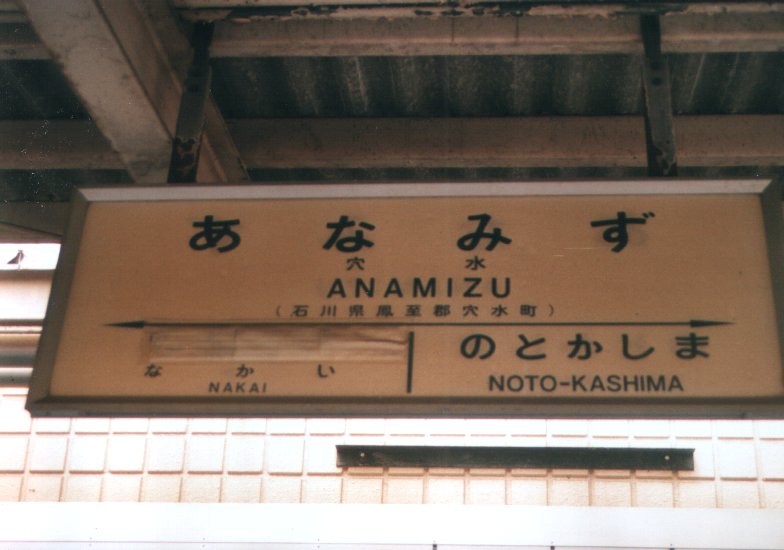 あなみず
穴水
ANAMIZU
(石川県鳳至郡穴水町)
なかい
NAKAI
のとかしま
NOTO-KASHIMA